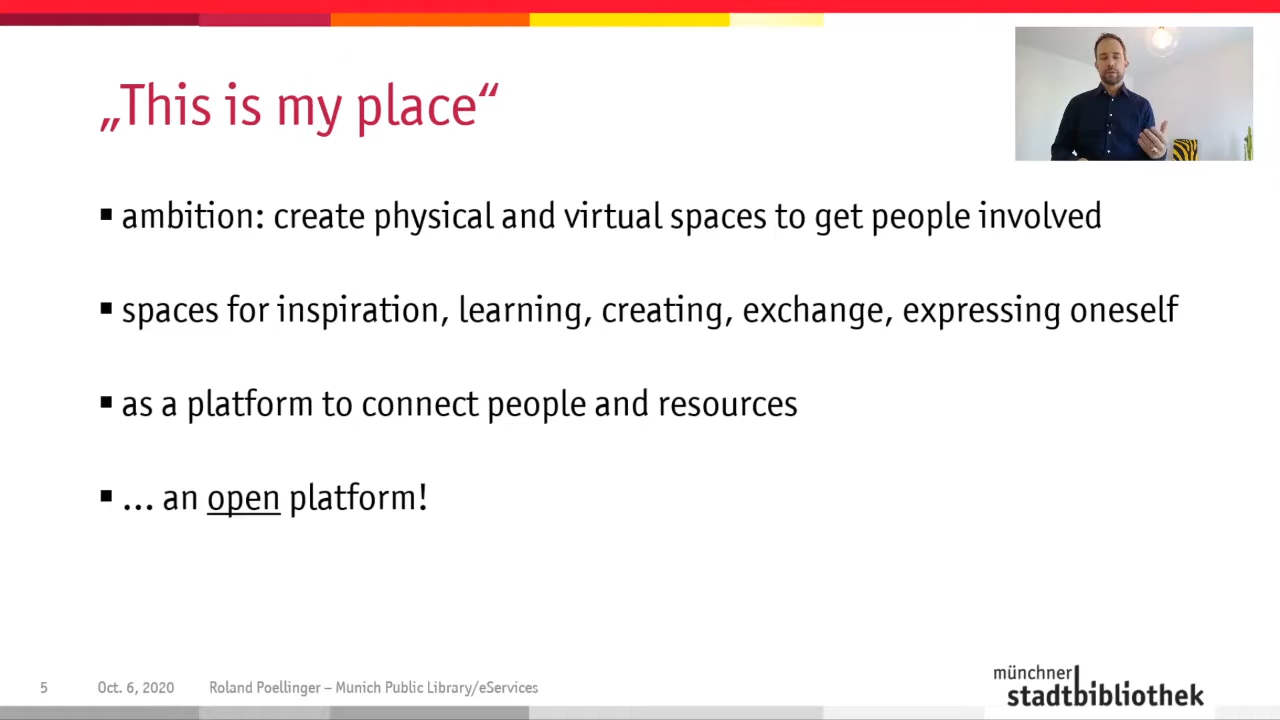 „This is my place“
▪ ambition: create physical and virtual spaces to get people involved
▪ spaces for inspiration, learning, creating, exchange, expressing oneself
▪ as a platform to connect people and resources
▪ ... an open platform!
5 Oct. 6, 2020 Roland Poellinger – Munich Public Library/eServices
münchner
stadtbibliothek